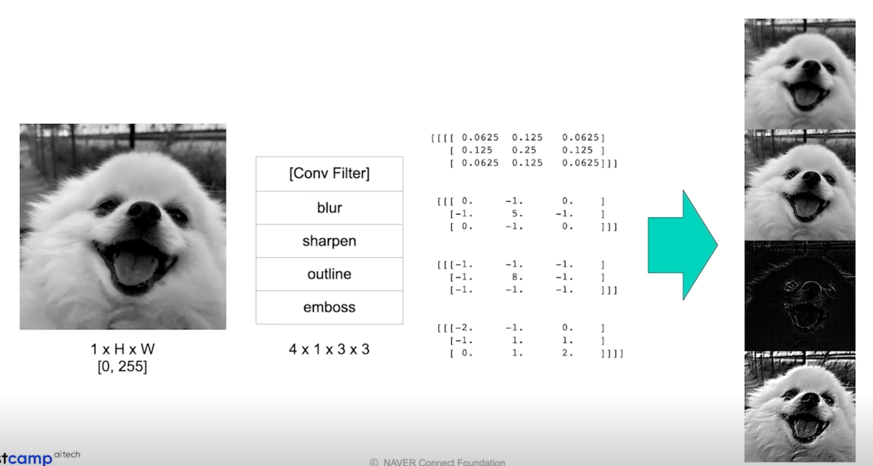 1 x H x W
[0, 255]
[Conv Filter]
blur
sharpen
outline
emboss
4 x 1 x 3 x 3
[[[[ 0.0625 0.125 0.0625]
[ 0.125 0.25 0.125 ]
[ 0.0625 0.125 0.0625]]]
[[[ 0. -1. 0. ]
[-1. 5. -1. ]
[ 0. -1. 0. ]]]
[[[-1. -1. -1. ]
[-1. 8. -1. ]
[-1. -1. -1. ]]]
[[[-2. -1. 0. ]
[-1. 1. 1. ]
[ 0. 1. 2. ]]]]
stcamp ai tech
© NAVER Connect Foundation